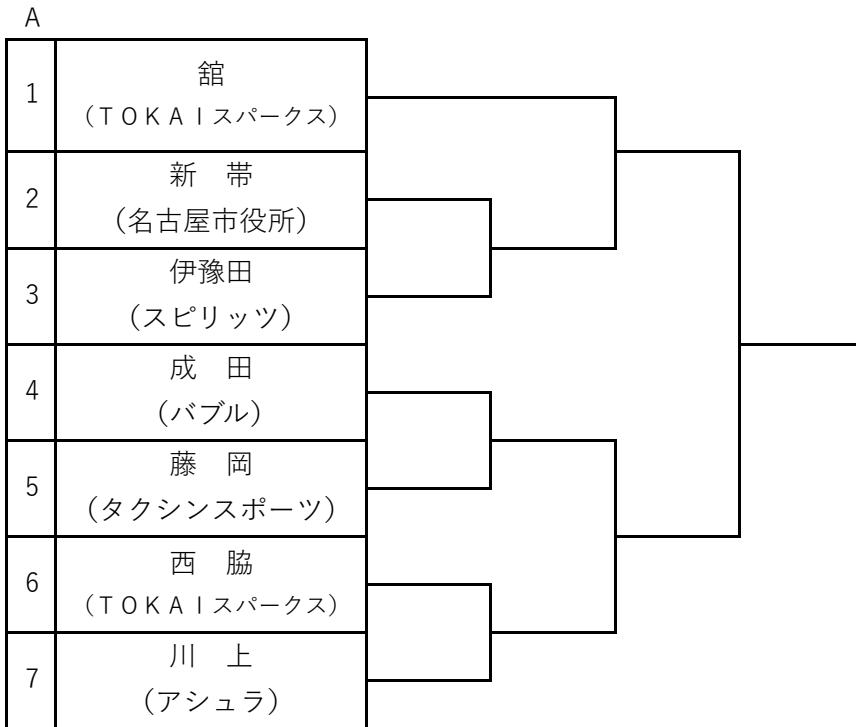 A
1
舘
（ＴＯＫＡＩスパークス）
2
新　帯
（名古屋市役所）
3
伊豫田
（スピリッツ）
4
成　田
（バブル）
5
藤　岡
（タクシンスポーツ）
6
西　脇
（ＴＯＫＡＩスパークス）
7
川　上
（アシュラ）